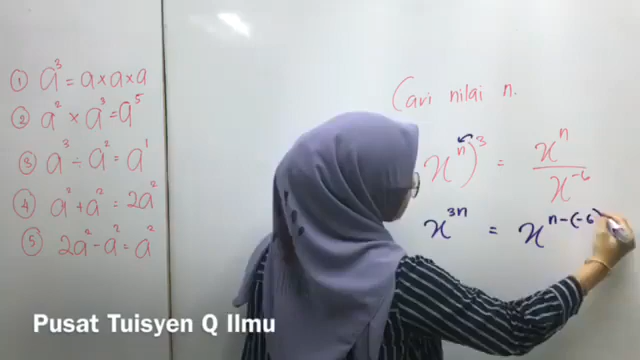 ① a³ = a × a × a
② a² × a³ = a⁵
③ a³ ÷ a² = a¹
④ a² + a² = 2a²
⑤ 2a² - a² = a²
Cari nilai n.
x^n)³ = x^n / x^-6
x^3n = x^n-(-6)
Pusat Tuisyen Q Ilmu